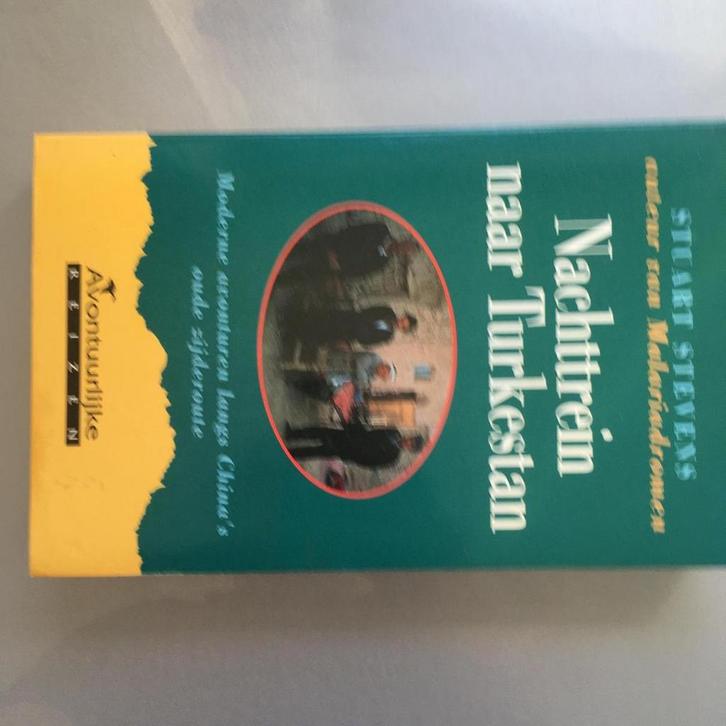 STUART STEVENS
auteur van Malariadromen
Nachttrein
naar Turkestan
Moderne avonturen langs China's
oude zijderoute
Avontuurlijke
REIZEN